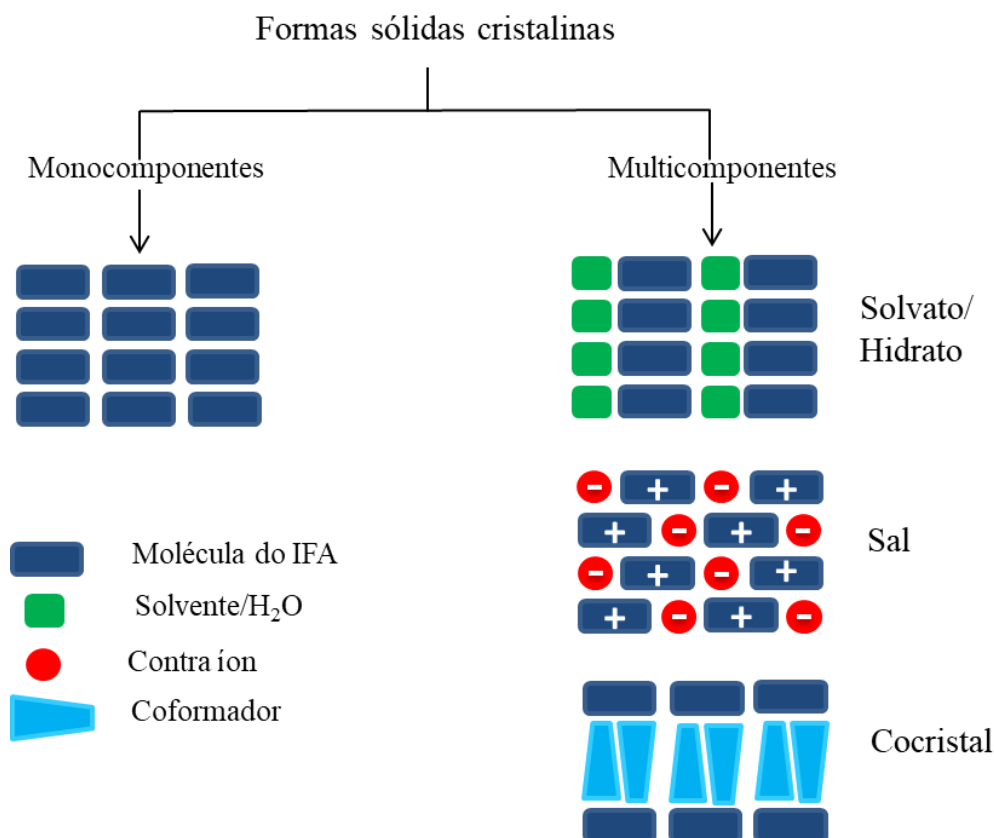 Formas sólidas cristalinas
Monocomponentes
Multicomponentes
Solvato/
Hidrato
- + - +
+ - + -
- + - +
+ - + -
Sal
Molécula do IFA
Solvente/H₂O
Contra íon
Coformador
Cocristal